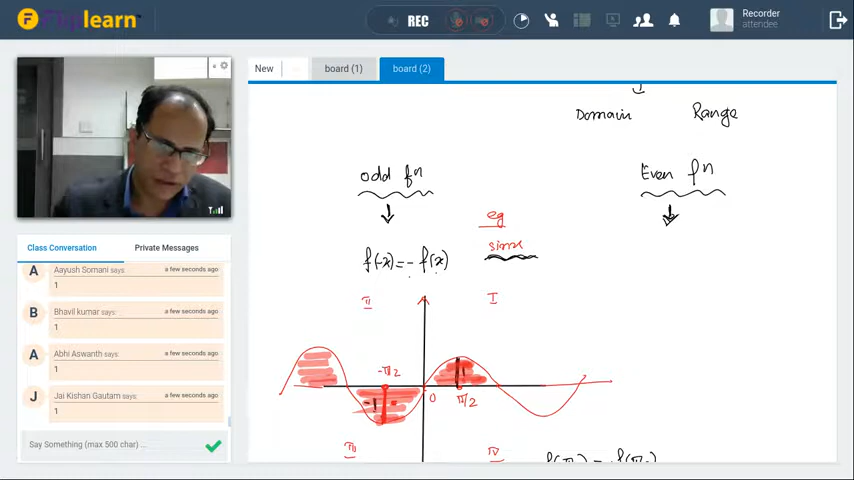 Fliplearn
REC
Recorder
attendee
New
board (1)
board (2)
Domain Range
odd fn
Even fn
eg
sinx
f(-x) = - f(x)
II
I
-π/2
1
0
π/2
-1
III
IV
Class Conversation
Private Messages
A
Aayush Somani says:
a few seconds ago
1
B
Bhavil kumar says:
a few seconds ago
1
A
Abhi Aswanth says:
a few seconds ago
1
J
Jai Kishan Gautam says:
a few seconds ago
1
Say Something (max 500 char) ...